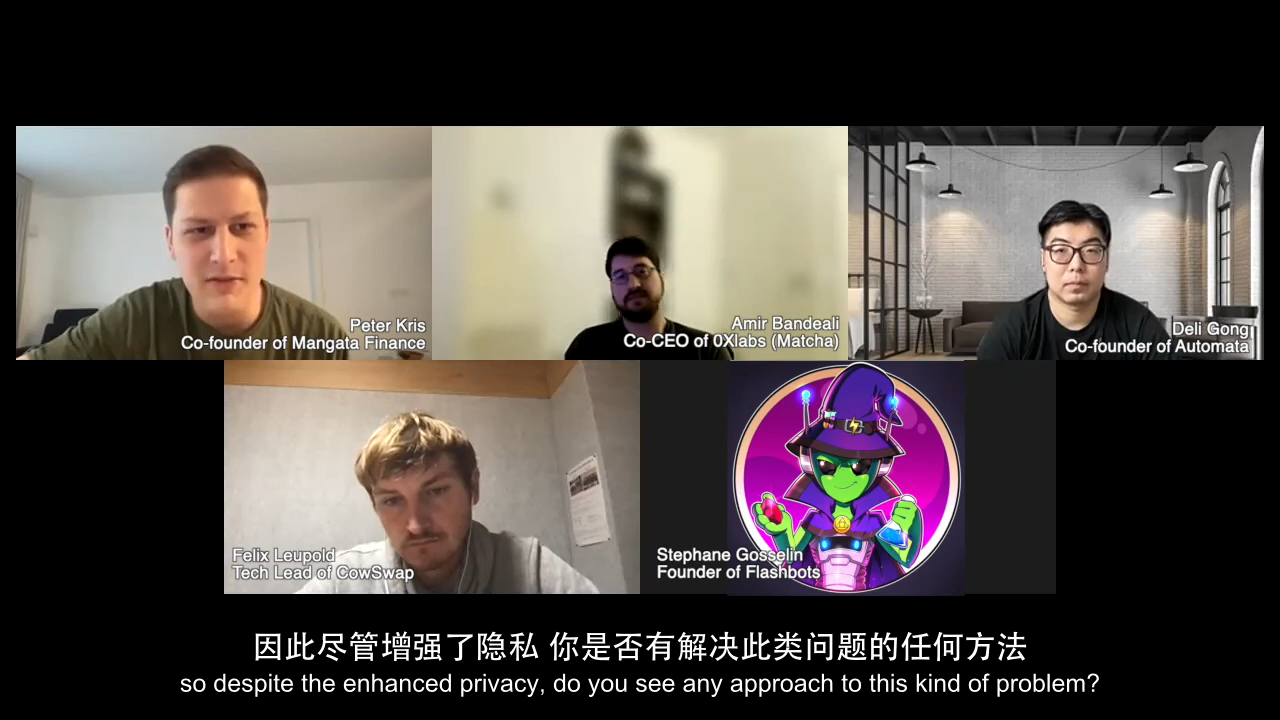 Peter Kris
Co-founder of Mangata Finance
Amir Bandeali
Co-CEO of 0Xlabs (Matcha)
Deli Gong
Co-founder of Automata
Felix Leupold
Tech Lead of CowSwap
Stephane Gosselin
Founder of Flashbots
因此尽管增强了隐私 你是否有解决此类问题的任何方法
so despite the enhanced privacy, do you see any approach to this kind of problem?